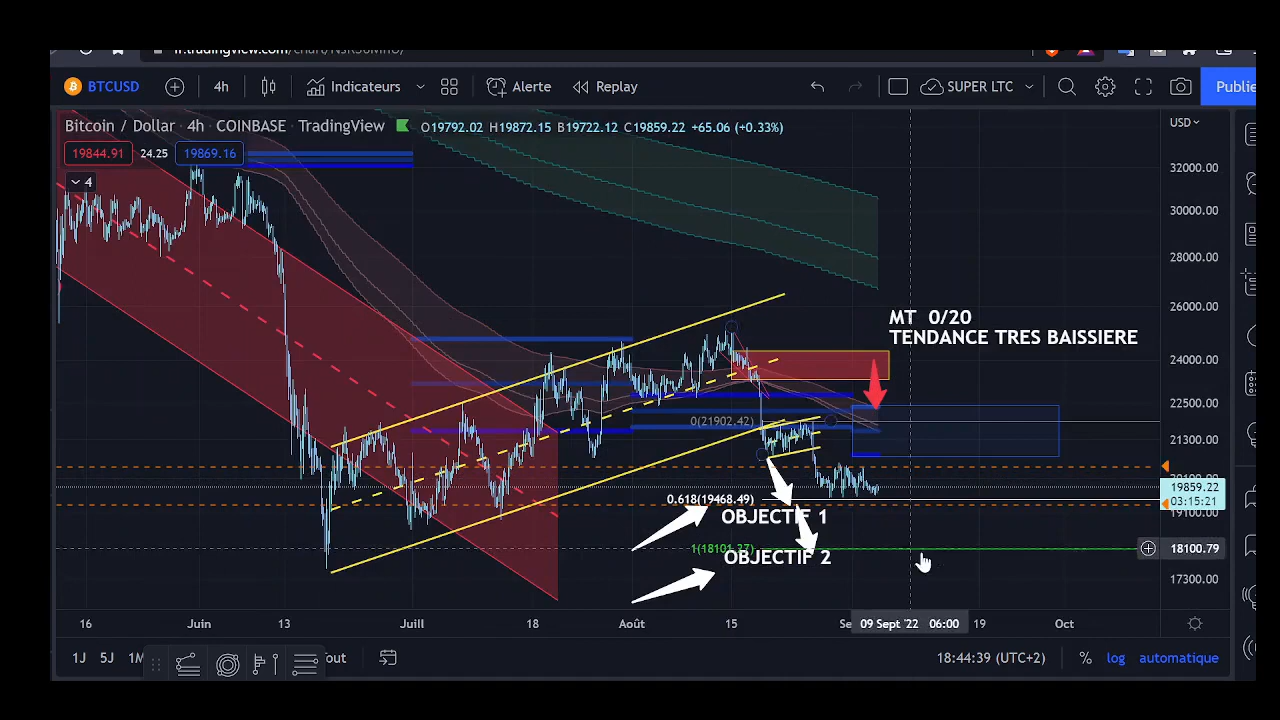 BTCUSD 4h Indicateurs Alerte Replay SUPER LTC Publie
Bitcoin / Dollar · 4h · COINBASE · TradingView O19792.02 H19872.15 B19722.12 C19859.22 +65.06 (+0.33%)
USD
19844.91 24.25 19869.16
4
32000.00
30000.00
28000.00
26000.00
MT 0/20
TENDANCE TRES BAISSIERE
24000.00
22500.00
0(21902.42)
21300.00
19859.22
03:15:21
0.618(19468.49)
19100.00
OBJECTIF 1
1(18101.27)
OBJECTIF 2
18100.79
17300.00
16 Juin 13 Juill 18 Août 15 Se 09 Sept '22 06:00 19 Oct
1J 5J 1M Tout 18:44:39 (UTC+2) % log automatique